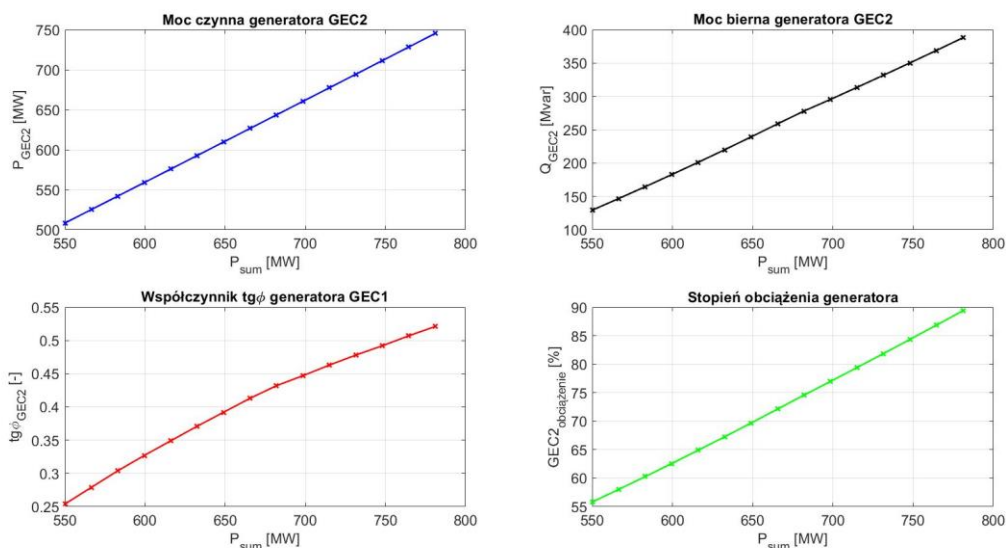 Moc czynna generatora GEC2
750
700
650
600
550
500
P_GEC2 [MW]
550 600 650 700 750 800
P_sum [MW]
Moc bierna generatora GEC2
400
350
300
250
200
150
100
Q_GEC2 [Mvar]
550 600 650 700 750 800
P_sum [MW]
Współczynnik tgϕ generatora GEC1
0.55
0.5
0.45
0.4
0.35
0.3
0.25
tgϕ_GEC2 [-]
550 600 650 700 750 800
P_sum [MW]
Stopień obciążenia generatora
90
85
80
75
70
65
60
55
GEC2_obciążenie [%]
550 600 650 700 750 800
P_sum [MW]